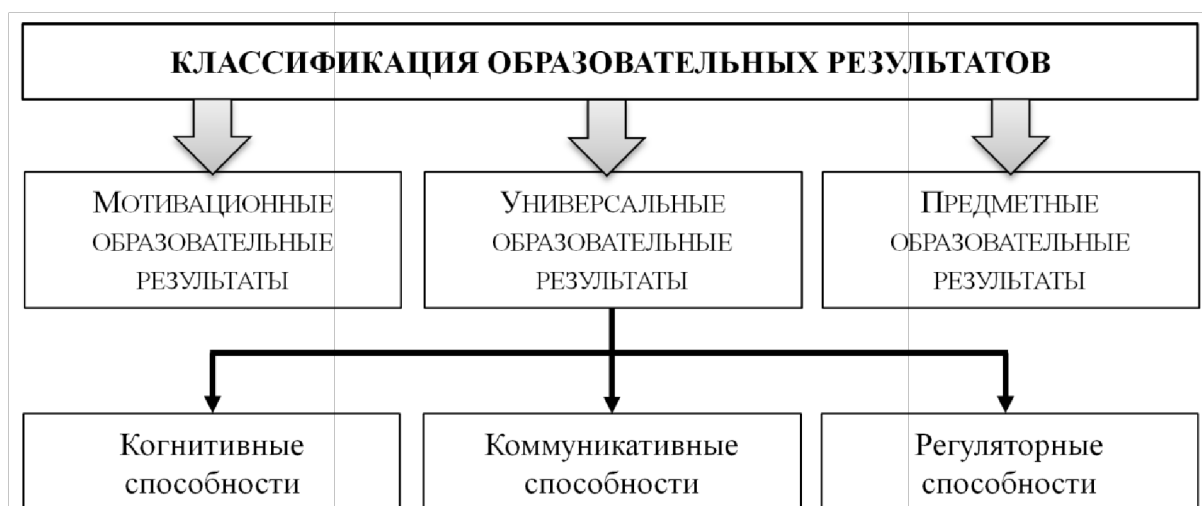 КЛАССИФИКАЦИЯ ОБРАЗОВАТЕЛЬНЫХ РЕЗУЛЬТАТОВ
МОТИВАЦИОННЫЕ
ОБРАЗОВАТЕЛЬНЫЕ
РЕЗУЛЬТАТЫ
УНИВЕРСАЛЬНЫЕ
ОБРАЗОВАТЕЛЬНЫЕ
РЕЗУЛЬТАТЫ
ПРЕДМЕТНЫЕ
ОБРАЗОВАТЕЛЬНЫЕ
РЕЗУЛЬТАТЫ
Когнитивные
способности
Коммуникативные
способности
Регуляторные
способности